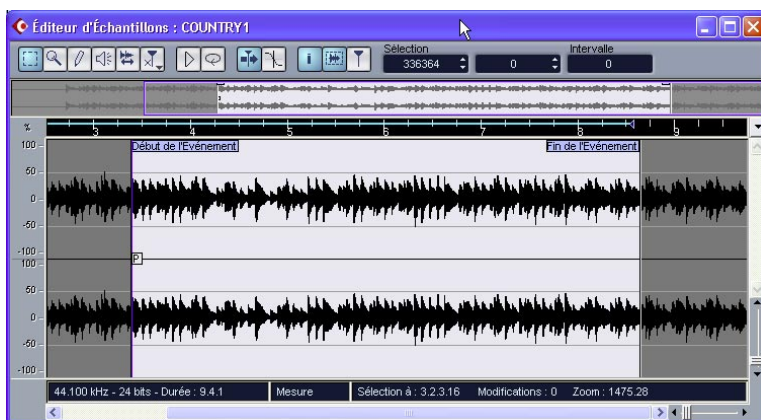 Éditeur d'Échantillons : COUNTRY1
Sélection Intervalle
336364 0 0
% 3 4 5 6 7 8 9
Début de l'Evénement Fin de l'Evénement
100
50
0
-50
-100
P
100
50
0
-50
-100
44.100 kHz - 24 bits - Durée : 9.4.1 Mesure Sélection à : 3.2.3.16 Modifications : 0 Zoom : 1475.28